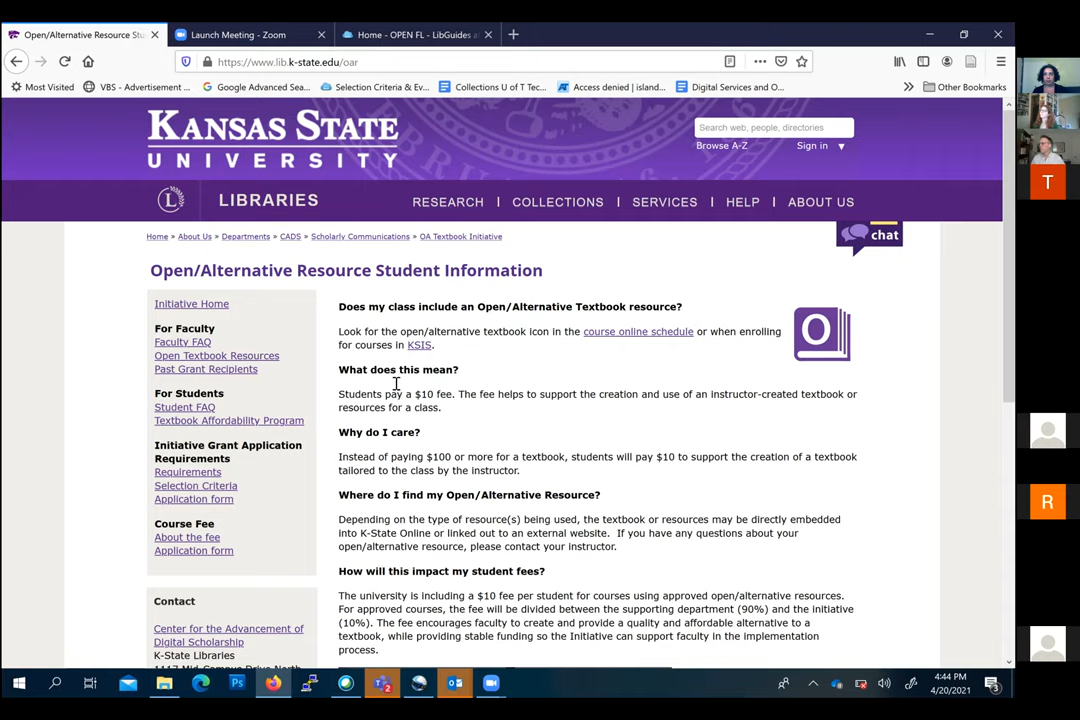 Open/Alternative Resource Stu
Launch Meeting - Zoom
Home - OPEN FL - LibGuides at
https://www.lib.k-state.edu/oar
Most Visited
VBS - Advertisement ...
Google Advanced Sea...
Selection Criteria & Ev...
Collections U of T Tec...
Access denied | island...
Digital Services and O...
Other Bookmarks
KANSAS STATE
UNIVERSITY
Search web, people, directories
Browse A-Z
Sign in
L
LIBRARIES
RESEARCH | COLLECTIONS | SERVICES | HELP | ABOUT US
T
Home » About Us » Departments » CADS » Scholarly Communications » OA Textbook Initiative
chat
Open/Alternative Resource Student Information
Initiative Home
For Faculty
Faculty FAQ
Open Textbook Resources
Past Grant Recipients
For Students
Student FAQ
Textbook Affordability Program
Initiative Grant Application
Requirements
Requirements
Selection Criteria
Application form
Course Fee
About the fee
Application form
Contact
Center for the Advancement of
Digital Scholarship
K-State Libraries
1117 Mid-Campus Drive North
Does my class include an Open/Alternative Textbook resource?
Look for the open/alternative textbook icon in the course online schedule or when enrolling
for courses in KSIS.
O
What does this mean?
Students pay a $10 fee. The fee helps to support the creation and use of an instructor-created textbook or
resources for a class.
Why do I care?
Instead of paying $100 or more for a textbook, students will pay $10 to support the creation of a textbook
tailored to the class by the instructor.
Where do I find my Open/Alternative Resource?
Depending on the type of resource(s) being used, the textbook or resources may be directly embedded
into K-State Online or linked out to an external website. If you have any questions about your
open/alternative resource, please contact your instructor.
How will this impact my student fees?
The university is including a $10 fee per student for courses using approved open/alternative resources.
For approved courses, the fee will be divided between the supporting department (90%) and the initiative
(10%). The fee encourages faculty to create and provide a quality and affordable alternative to a
textbook, while providing stable funding so the Initiative can support faculty in the implementation
process.
R
Ps
4:44 PM
4/20/2021
3